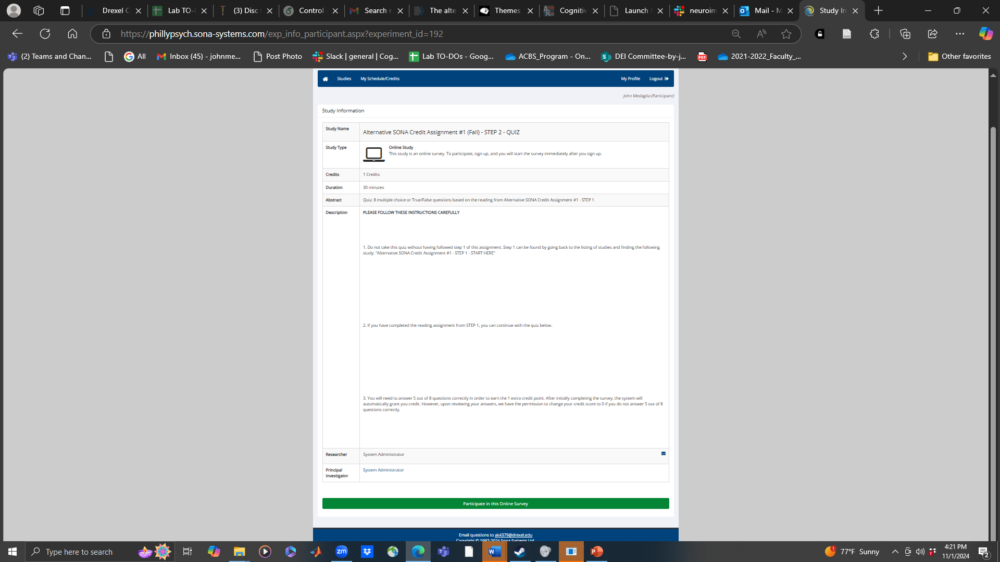 Drexel C
Lab TO-
(3) Disc
Control
Search r
The alte
Themes
Cognitiv
Launch
neuroim
Mail - M
Study In
https://phillypsych.sona-systems.com/exp_info_participant.aspx?experiment_id=192
(2) Teams and Chan...
All
Inbox (45) - johnme...
Post Photo
Slack | general | Cog...
Lab TO-DOs - Goog...
ACBS_Program - On...
DEI Committee-by-j...
PDF
2021-2022_Faculty_...
Other favorites
Studies
My Schedule/Credits
My Profile
Logout
John Medaglia (Participant)
Study Information
Study Name
Alternative SONA Credit Assignment #1 (Fall) - STEP 2 - QUIZ
Study Type
Online Study
This study is an online survey. To participate, sign up, and you will start the survey immediately after you sign up.
Credits
1 Credits
Duration
30 minutes
Abstract
Quiz: 8 multiple choice or True/False questions based on the reading from Alternative SONA Credit Assignment #1 - STEP 1
Description
PLEASE FOLLOW THESE INSTRUCTIONS CAREFULLY
1. Do not take this quiz without having followed step 1 of this assignment. Step 1 can be found by going back to the listing of studies and finding the following
study: "Alternative SONA Credit Assignment #1 - STEP 1 - START HERE"
2. If you have completed the reading assignment from STEP 1, you can continue with the quiz below.
3. You will need to answer 5 out of 8 questions correctly in order to earn the 1 extra credit point. After initially completing the survey, the system will
automatically grant you credit. However, upon reviewing your answers, we have the permission to change your credit score to 0 if you do not answer 5 out of 8
questions correctly.
Researcher
System Administrator
Principal
Investigator
System Administrator
Participate in this Online Survey
Email questions to ak4379@drexel.edu
Copyright © 1997-2024 Sona Systems Ltd.
Type here to search
zm
77°F Sunny
4:21 PM
11/1/2024
2